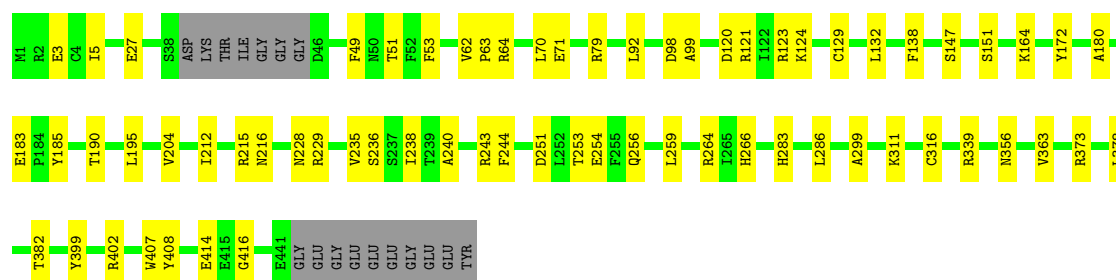 M1 R2 E3 C4 I5 E27 S38 ASP LYS THR ILE GLY GLY GLY D46 F49 N50 T51 F52 F53 V62 P63 R64 L70 E71 R79 L92 D98 A99 D120 R121 I122 R123 K124 C129 L132 F138 S147 S151 K164 Y172 A180
E183 P184 Y185 T190 L195 V204 I212 R215 N216 N228 R229 V235 S236 S237 I238 T239 A240 R243 F244 D251 L252 T253 E254 F255 Q256 L259 R264 I265 H266 H283 L286 A299 K311 C316 R339 N356 V363 R373
T382 Y399 R402 W407 Y408 E414 E415 G416 E441 GLY GLU GLY GLU GLU GLU GLY GLU GLU TYR